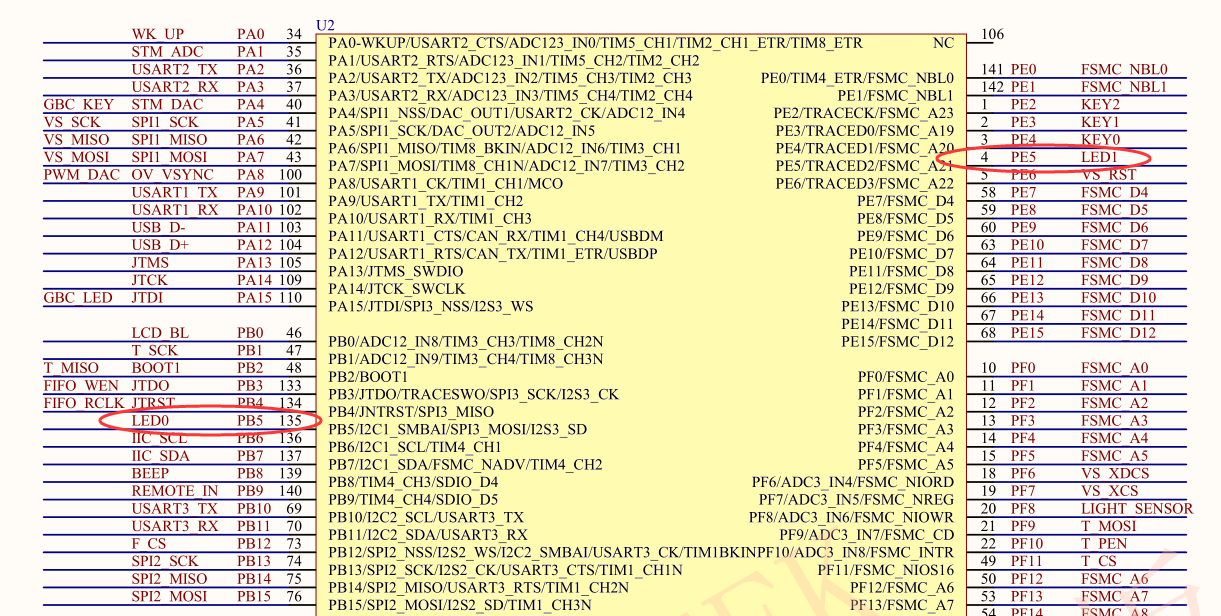 U2
WK_UP PA0 34 PA0-WKUP/USART2_CTS/ADC123_IN0/TIM5_CH1/TIM2_CH1_ETR/TIM8_ETR NC 106
STM_ADC PA1 35 PA1/USART2_RTS/ADC123_IN1/TIM5_CH2/TIM2_CH2
USART2_TX PA2 36 PA2/USART2_TX/ADC123_IN2/TIM5_CH3/TIM2_CH3 PE0/TIM4_ETR/FSMC_NBL0 141 PE0 FSMC_NBL0
USART2_RX PA3 37 PA3/USART2_RX/ADC123_IN3/TIM5_CH4/TIM2_CH4 PE1/FSMC_NBL1 142 PE1 FSMC_NBL1
GBC_KEY STM_DAC PA4 40 PA4/SPI1_NSS/DAC_OUT1/USART2_CK/ADC12_IN4 PE2/TRACECK/FSMC_A23 1 PE2 KEY2
VS_SCK SPI1_SCK PA5 41 PA5/SPI1_SCK/DAC_OUT2/ADC12_IN5 PE3/TRACED0/FSMC_A19 2 PE3 KEY1
VS_MISO SPI1_MISO PA6 42 PA6/SPI1_MISO/TIM8_BKIN/ADC12_IN6/TIM3_CH1 PE4/TRACED1/FSMC_A20 3 PE4 KEY0
VS_MOSI SPI1_MOSI PA7 43 PA7/SPI1_MOSI/TIM8_CH1N/ADC12_IN7/TIM3_CH2 PE5/TRACED2/FSMC_A21 4 PE5 LED1
PWM_DAC OV_VSYNC PA8 100 PA8/USART1_CK/TIM1_CH1/MCO PE6/TRACED3/FSMC_A22 5 PE6 VS_RST
USART1_TX PA9 101 PA9/USART1_TX/TIM1_CH2 PE7/FSMC_D4 58 PE7 FSMC_D4
USART1_RX PA10 102 PA10/USART1_RX/TIM1_CH3 PE8/FSMC_D5 59 PE8 FSMC_D5
USB_D- PA11 103 PA11/USART1_CTS/CAN_RX/TIM1_CH4/USBDM PE9/FSMC_D6 60 PE9 FSMC_D6
USB_D+ PA12 104 PA12/USART1_RTS/CAN_TX/TIM1_ETR/USBDP PE10/FSMC_D7 63 PE10 FSMC_D7
JTMS PA13 105 PA13/JTMS_SWDIO PE11/FSMC_D8 64 PE11 FSMC_D8
JTCK PA14 109 PA14/JTCK_SWCLK PE12/FSMC_D9 65 PE12 FSMC_D9
GBC_LED JTDI PA15 110 PA15/JTDI/SPI3_NSS/I2S3_WS PE13/FSMC_D10 66 PE13 FSMC_D10
PE14/FSMC_D11 67 PE14 FSMC_D11
LCD_BL PB0 46 PB0/ADC12_IN8/TIM3_CH3/TIM8_CH2N PE15/FSMC_D12 68 PE15 FSMC_D12
T_SCK PB1 47 PB1/ADC12_IN9/TIM3_CH4/TIM8_CH3N
T_MISO BOOT1 PB2 48 PB2/BOOT1 PF0/FSMC_A0 10 PF0 FSMC_A0
FIFO_WEN JTDO PB3 133 PB3/JTDO/TRACESWO/SPI3_SCK/I2S3_CK PF1/FSMC_A1 11 PF1 FSMC_A1
FIFO_RCLK JTRST PB4 134 PB4/JNTRST/SPI3_MISO PF2/FSMC_A2 12 PF2 FSMC_A2
LED0 PB5 135 PB5/I2C1_SMBAI/SPI3_MOSI/I2S3_SD PF3/FSMC_A3 13 PF3 FSMC_A3
IIC_SCL PB6 136 PB6/I2C1_SCL/TIM4_CH1 PF4/FSMC_A4 14 PF4 FSMC_A4
IIC_SDA PB7 137 PB7/I2C1_SDA/FSMC_NADV/TIM4_CH2 PF5/FSMC_A5 15 PF5 FSMC_A5
BEEP PB8 139 PB8/TIM4_CH3/SDIO_D4 PF6/ADC3_IN4/FSMC_NIORD 18 PF6 VS_XDCS
REMOTE_IN PB9 140 PB9/TIM4_CH4/SDIO_D5 PF7/ADC3_IN5/FSMC_NREG 19 PF7 VS_XCS
USART3_TX PB10 69 PB10/I2C2_SCL/USART3_TX PF8/ADC3_IN6/FSMC_NIOWR 20 PF8 LIGHT_SENSOR
USART3_RX PB11 70 PB11/I2C2_SDA/USART3_RX PF9/ADC3_IN7/FSMC_CD 21 PF9 T_MOSI
F_CS PB12 73 PB12/SPI2_NSS/I2S2_WS/I2C2_SMBAI/USART3_CK/TIM1BKIN PF10/ADC3_IN8/FSMC_INTR 22 PF10 T_PEN
SPI2_SCK PB13 74 PB13/SPI2_SCK/I2S2_CK/USART3_CTS/TIM1_CH1N PF11/FSMC_NIOS16 49 PF11 T_CS
SPI2_MISO PB14 75 PB14/SPI2_MISO/USART3_RTS/TIM1_CH2N PF12/FSMC_A6 50 PF12 FSMC_A6
SPI2_MOSI PB15 76 PB15/SPI2_MOSI/I2S2_SD/TIM1_CH3N PF13/FSMC_A7 53 PF13 FSMC_A7
54 PF14 FSMC_A8